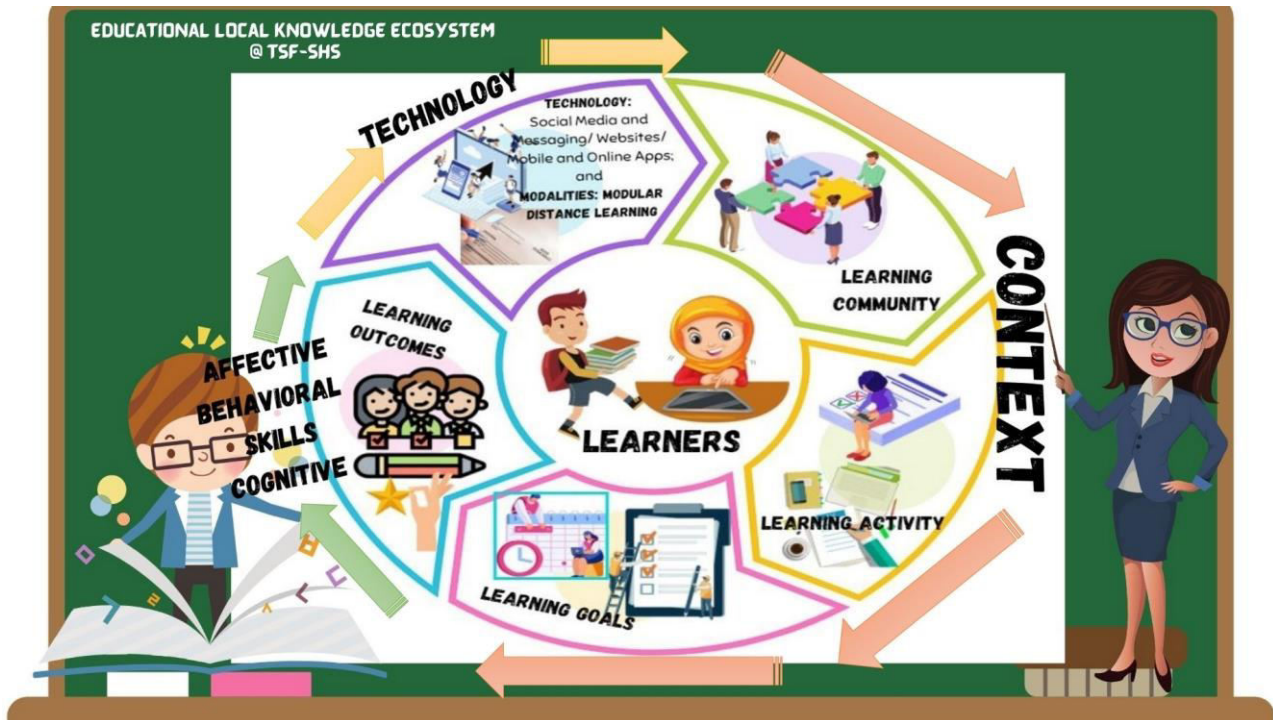 EDUCATIONAL LOCAL KNOWLEDGE ECOSYSTEM
@ TSF-SHS
TECHNOLOGY
TECHNOLOGY:
Social Media and
Messaging/ Websites/
Mobile and Online Apps;
and
MODALITIES: MODULAR
DISTANCE LEARNING
LEARNING
COMMUNITY
CONTEXT
LEARNING
OUTCOMES
AFFECTIVE
BEHAVIORAL
SKILLS
COGNITIVE
LEARNERS
LEARNING ACTIVITY
LEARNING GOALS